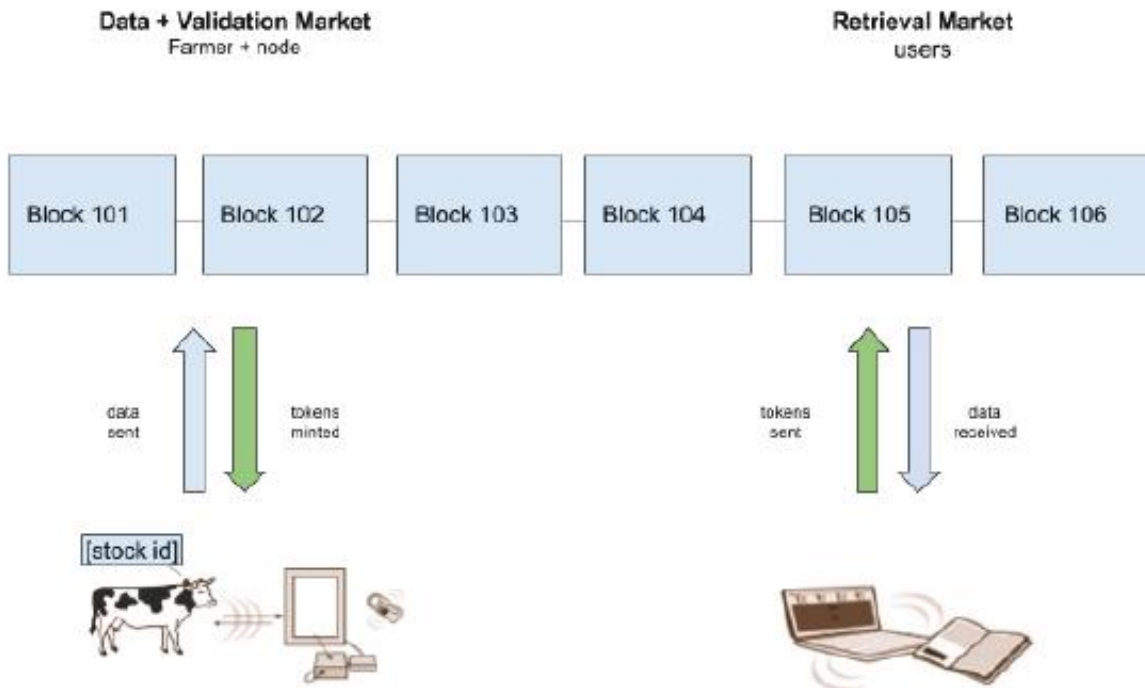 Data + Validation Market
Farmer + node
Retrieval Market
users
Block 101
Block 102
Block 103
Block 104
Block 105
Block 106
data
sent
tokens
minted
tokens
sent
data
received
[stock id]